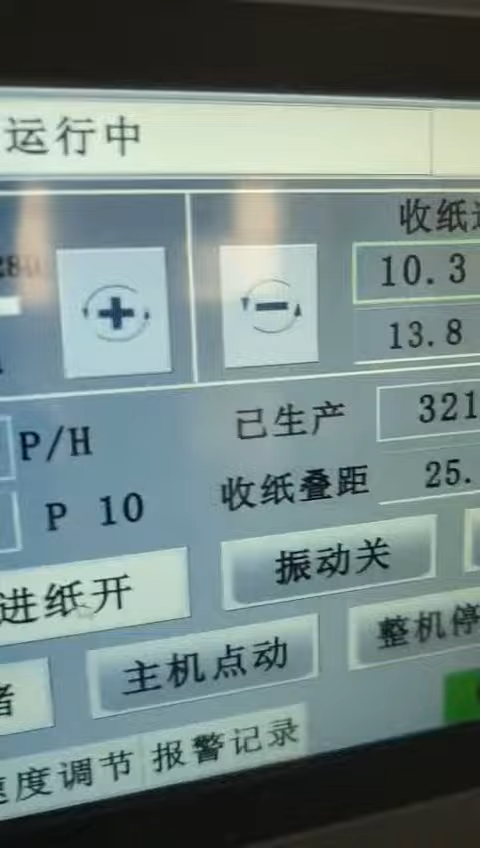 运行中
收纸
280
+
-
10.3
13.8
P/H
已生产
321
P 10
收纸叠距
25.
进纸开
振动关
主机点动
整机停
度调节
报警记录